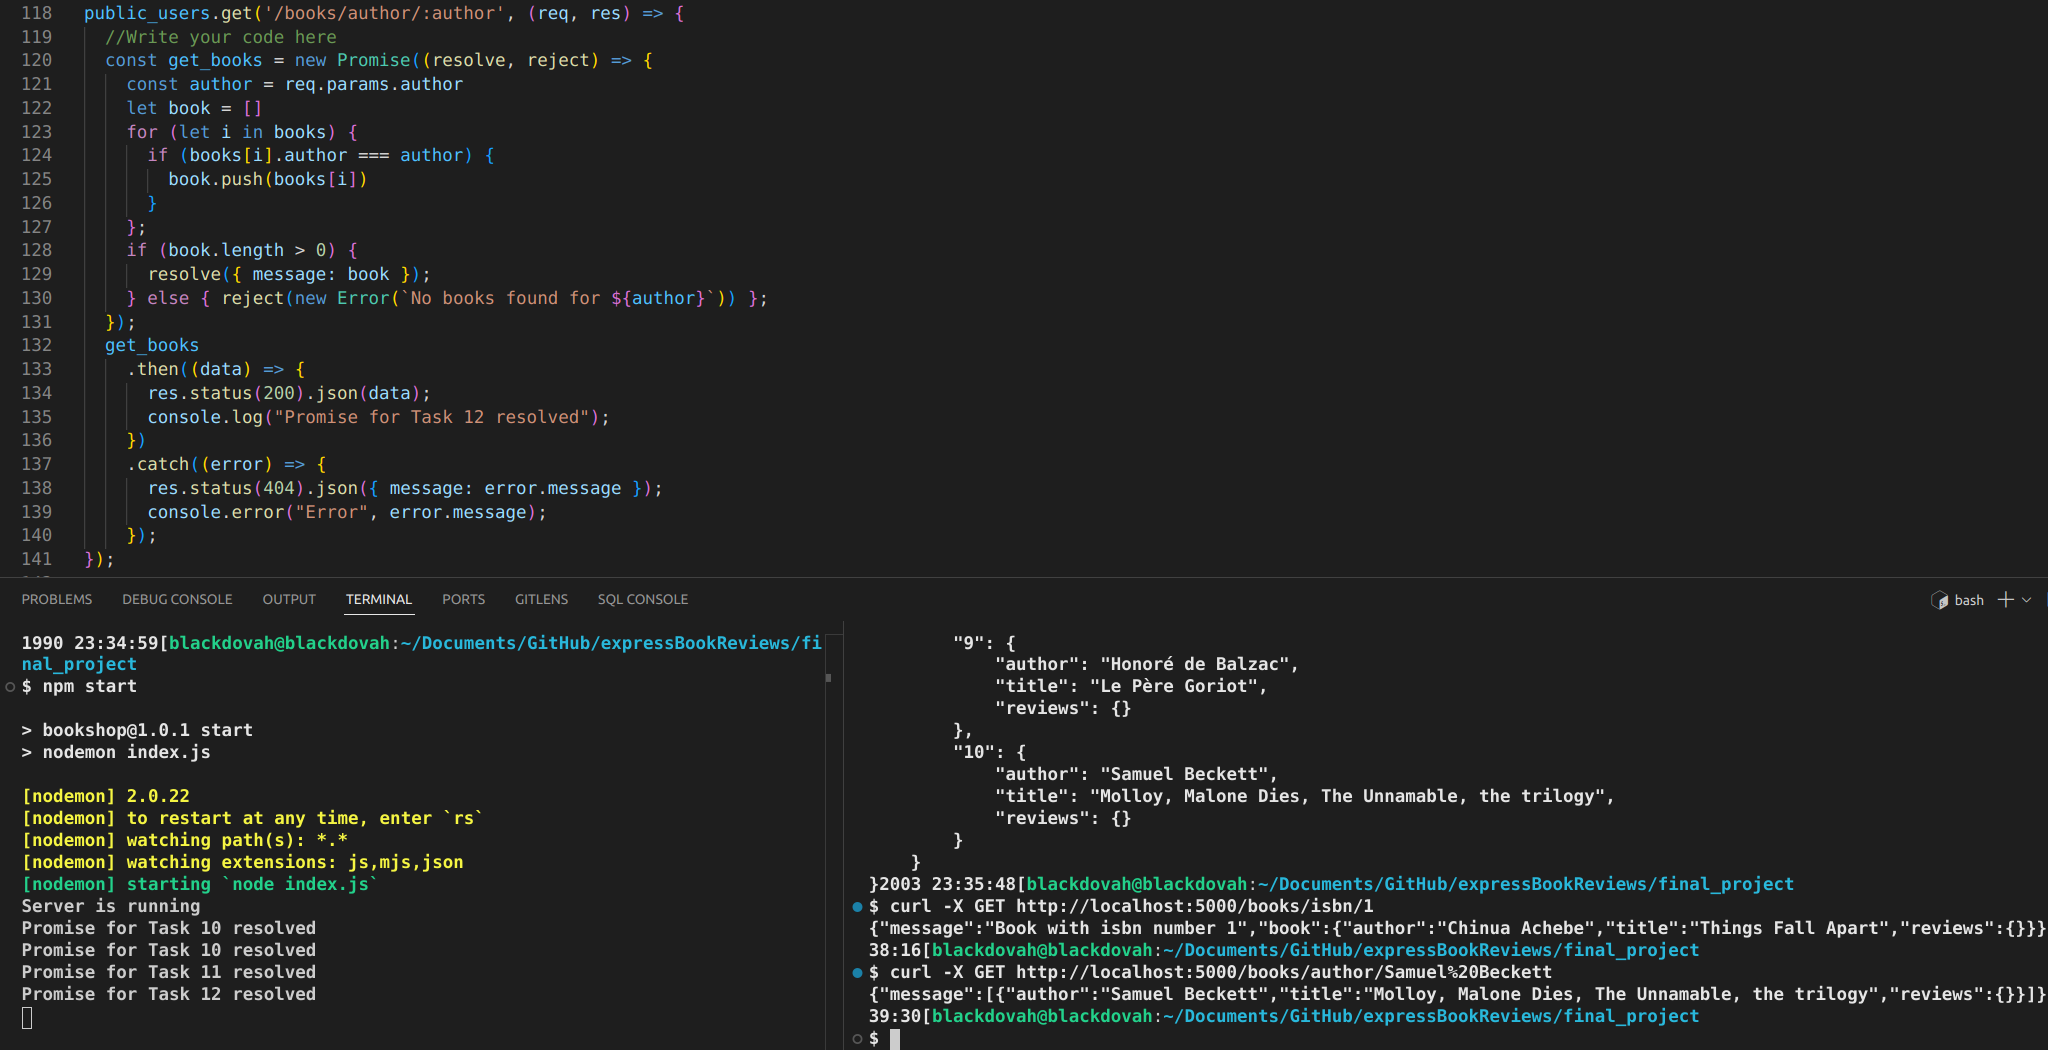 118 public_users.get('/books/author/:author', (req, res) => {
119 //Write your code here
120 const get_books = new Promise((resolve, reject) => {
121 const author = req.params.author
122 let book = []
123 for (let i in books) {
124 if (books[i].author === author) {
125 book.push(books[i])
126 }
127 };
128 if (book.length > 0) {
129 resolve({ message: book });
130 } else { reject(new Error(`No books found for ${author}`)) };
131 });
132 get_books
133 .then((data) => {
134 res.status(200).json(data);
135 console.log("Promise for Task 12 resolved");
136 })
137 .catch((error) => {
138 res.status(404).json({ message: error.message });
139 console.error("Error", error.message);
140 });
141 });
PROBLEMS DEBUG CONSOLE OUTPUT TERMINAL PORTS GITLENS SQL CONSOLE bash
1990 23:34:59[blackdovah@blackdovah:~/Documents/GitHub/expressBookReviews/fi
nal_project
$ npm start
> bookshop@1.0.1 start
> nodemon index.js
[nodemon] 2.0.22
[nodemon] to restart at any time, enter `rs`
[nodemon] watching path(s): *.*
[nodemon] watching extensions: js,mjs,json
[nodemon] starting `node index.js`
Server is running
Promise for Task 10 resolved
Promise for Task 10 resolved
Promise for Task 11 resolved
Promise for Task 12 resolved
"9": {
"author": "Honoré de Balzac",
"title": "Le Père Goriot",
"reviews": {}
},
"10": {
"author": "Samuel Beckett",
"title": "Molloy, Malone Dies, The Unnamable, the trilogy",
"reviews": {}
}
}
}2003 23:35:48[blackdovah@blackdovah:~/Documents/GitHub/expressBookReviews/final_project
$ curl -X GET http://localhost:5000/books/isbn/1
{"message":"Book with isbn number 1","book":{"author":"Chinua Achebe","title":"Things Fall Apart","reviews":{}}}
38:16[blackdovah@blackdovah:~/Documents/GitHub/expressBookReviews/final_project
$ curl -X GET http://localhost:5000/books/author/Samuel%20Beckett
{"message":[{"author":"Samuel Beckett","title":"Molloy, Malone Dies, The Unnamable, the trilogy","reviews":{}}]}
39:30[blackdovah@blackdovah:~/Documents/GitHub/expressBookReviews/final_project
$